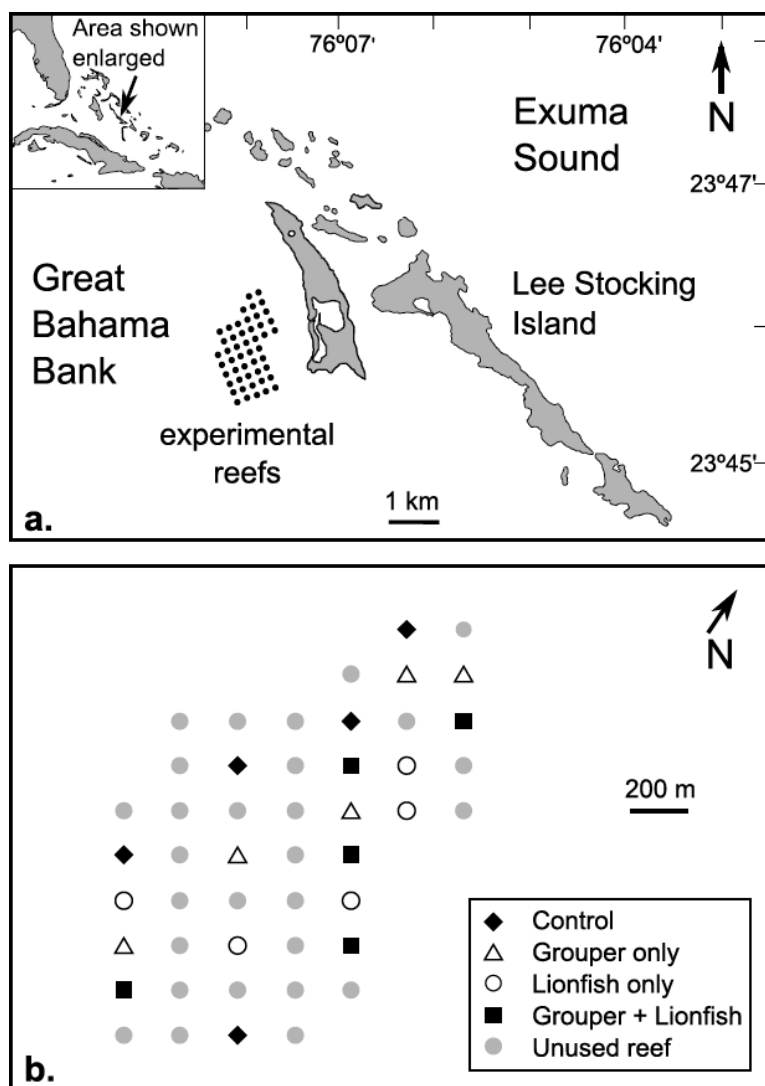 Area shown
enlarged
76º07'
76º04'
N
Exuma
Sound
23º47'
Great
Bahama
Bank
Lee Stocking
Island
experimental
reefs
23º45'
1 km
a.
N
200 m
Control
Grouper only
Lionfish only
Grouper + Lionfish
Unused reef
b.